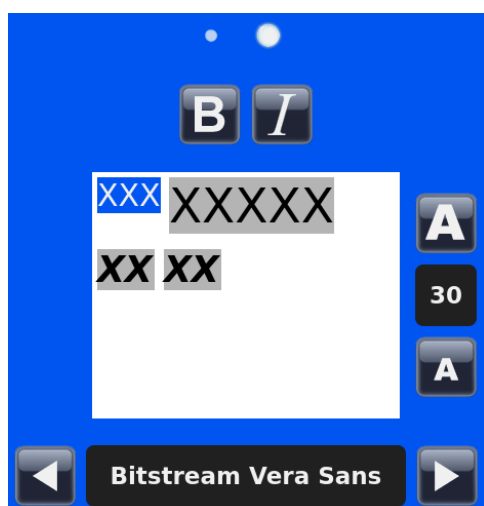 B I
XXX XXXXX
A
XX XX
30
A
Bitstream Vera Sans